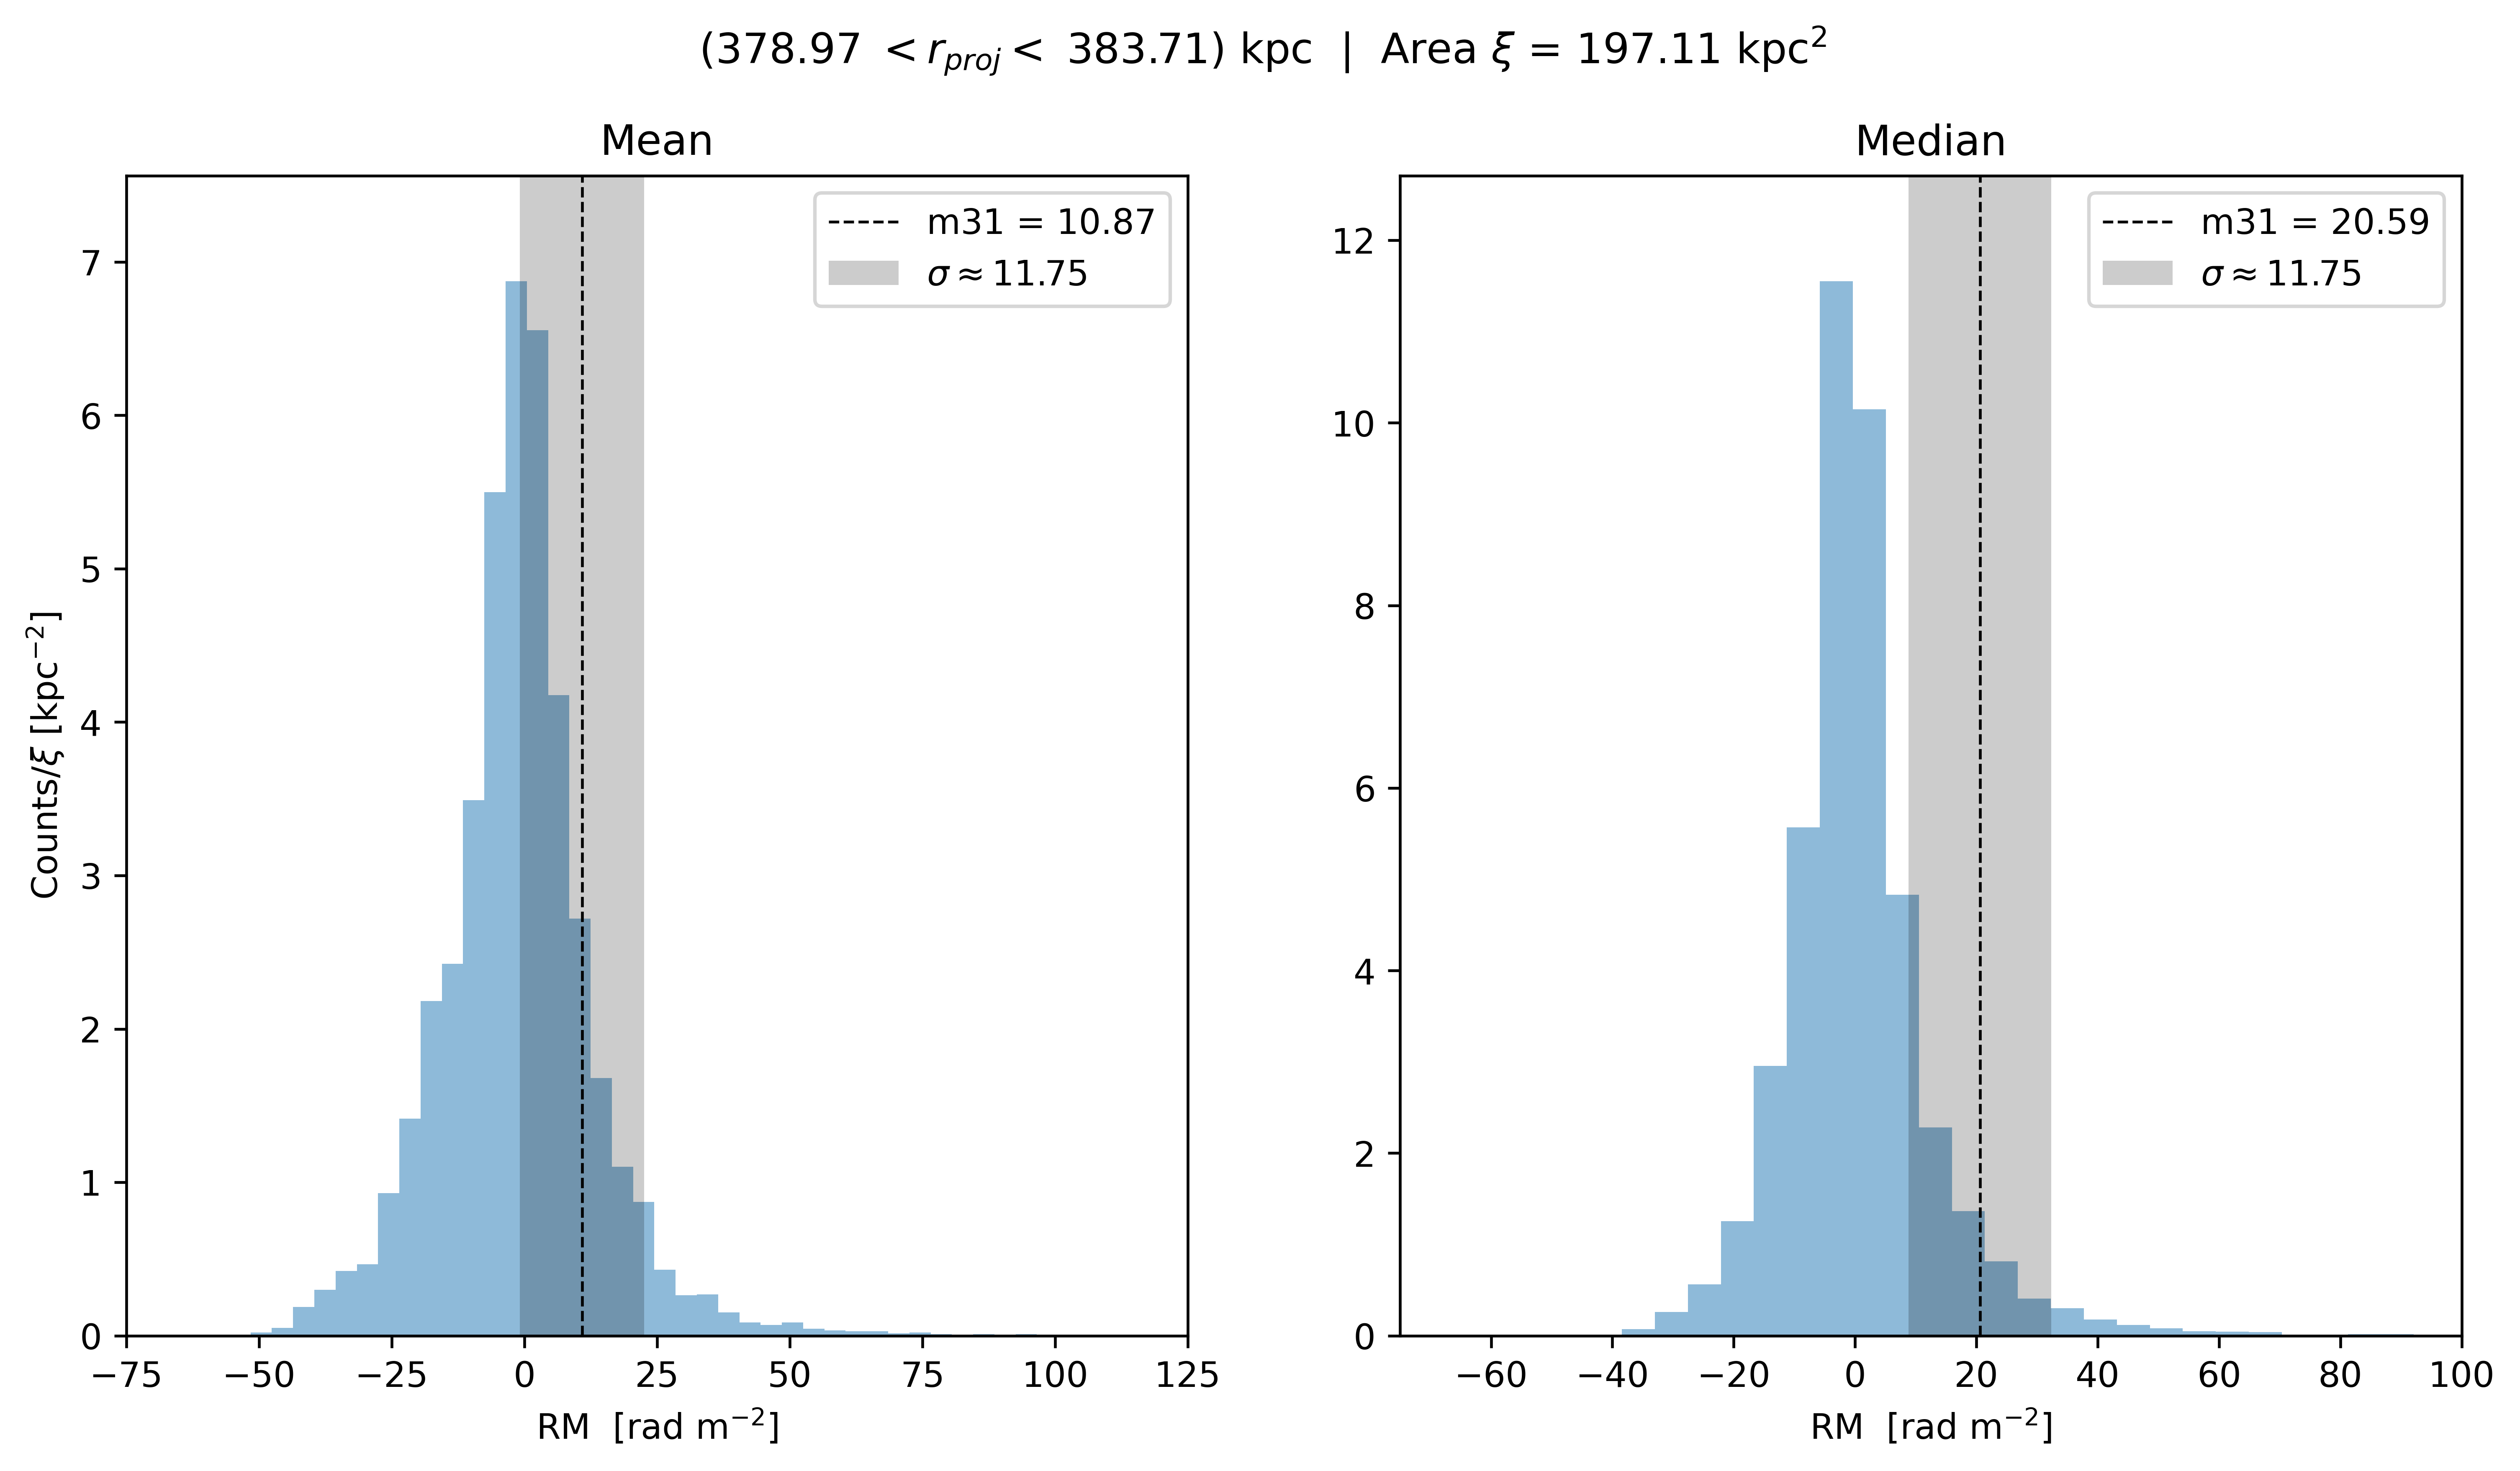 (378.97 < r_proj < 383.71) kpc | Area ξ = 197.11 kpc²
Mean
m31 = 10.87
σ ≈ 11.75
Counts/ξ [kpc⁻²]
7
6
5
4
3
2
1
0
−75 −50 −25 0 25 50 75 100 125
RM [rad m⁻²]
Median
m31 = 20.59
σ ≈ 11.75
12
10
8
6
4
2
0
−60 −40 −20 0 20 40 60 80 100
RM [rad m⁻²]